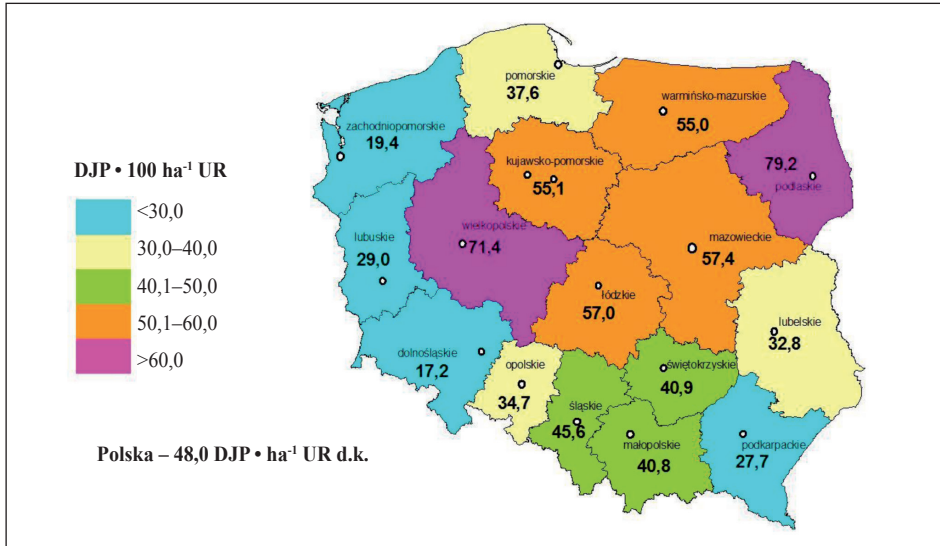 pomorskie
37,6
warmińsko-mazurskie
55,0
zachodniopomorskie
19,4
kujawsko-pomorskie
55,1
79,2
podlaskie
DJP • 100 ha⁻¹ UR
<30,0
30,0–40,0
40,1–50,0
50,1–60,0
>60,0
lubuskie
29,0
wielkopolskie
71,4
mazowieckie
57,4
łódzkie
57,0
lubelskie
32,8
dolnośląskie
17,2
opolskie
34,7
świętokrzyskie
40,9
śląskie
45,6
małopolskie
40,8
podkarpackie
27,7
Polska – 48,0 DJP • ha⁻¹ UR d.k.